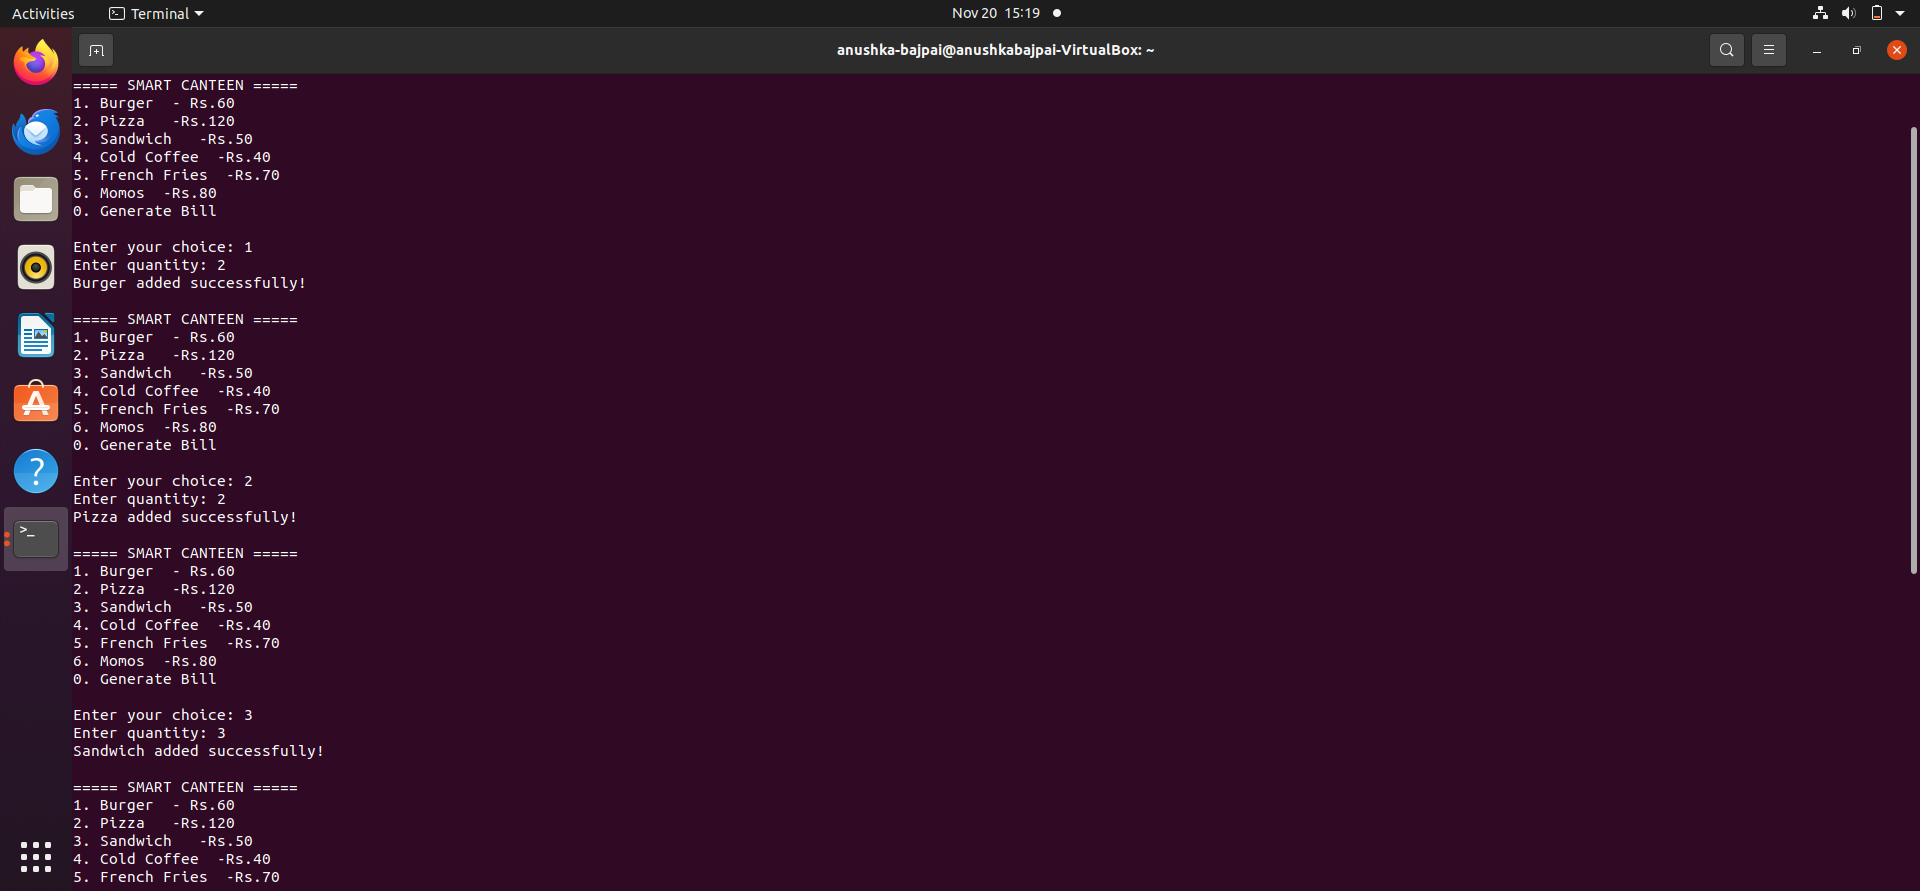 Activities
Terminal
Nov 20 15:19
anushka-bajpai@anushkabajpai-VirtualBox: ~
===== SMART CANTEEN =====
1. Burger  - Rs.60
2. Pizza   -Rs.120
3. Sandwich   -Rs.50
4. Cold Coffee  -Rs.40
5. French Fries  -Rs.70
6. Momos  -Rs.80
0. Generate Bill
Enter your choice: 1
Enter quantity: 2
Burger added successfully!
===== SMART CANTEEN =====
1. Burger  - Rs.60
2. Pizza   -Rs.120
3. Sandwich   -Rs.50
4. Cold Coffee  -Rs.40
5. French Fries  -Rs.70
6. Momos  -Rs.80
0. Generate Bill
Enter your choice: 2
Enter quantity: 2
Pizza added successfully!
===== SMART CANTEEN =====
1. Burger  - Rs.60
2. Pizza   -Rs.120
3. Sandwich   -Rs.50
4. Cold Coffee  -Rs.40
5. French Fries  -Rs.70
6. Momos  -Rs.80
0. Generate Bill
Enter your choice: 3
Enter quantity: 3
Sandwich added successfully!
===== SMART CANTEEN =====
1. Burger  - Rs.60
2. Pizza   -Rs.120
3. Sandwich   -Rs.50
4. Cold Coffee  -Rs.40
5. French Fries  -Rs.70